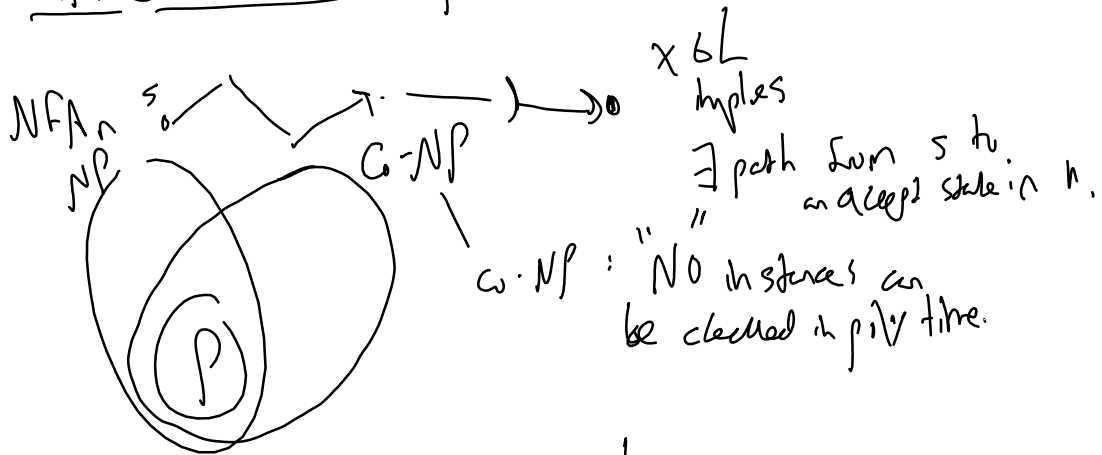 x ∈ L
implies
NFA n
s
∃ path from s to
an accept state in n.
NP
Co-NP
Co-NP : "NO" instances can
be checked in poly time.
P